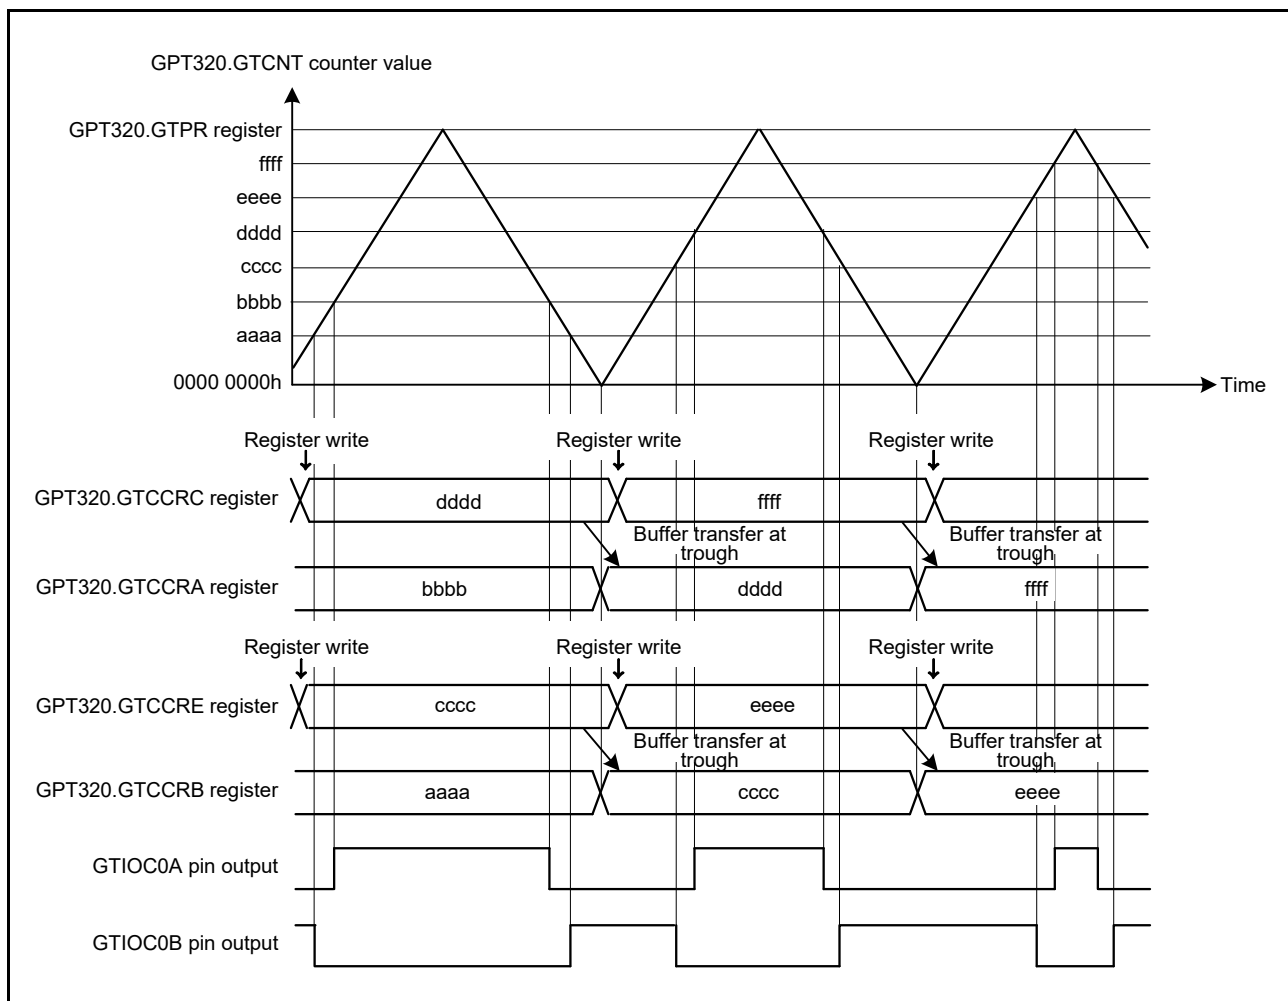 GPT320.GTCNT counter value
GPT320.GTPR register
ffff
eeee
dddd
cccc
bbbb
aaaa
0000 0000h
Time
Register write Register write Register write
GPT320.GTCCRC register dddd ffff
Buffer transfer at trough Buffer transfer at trough
GPT320.GTCCRA register bbbb dddd ffff
Register write Register write Register write
GPT320.GTCCRE register cccc eeee
Buffer transfer at trough Buffer transfer at trough
GPT320.GTCCRB register aaaa cccc eeee
GTIOC0A pin output
GTIOC0B pin output